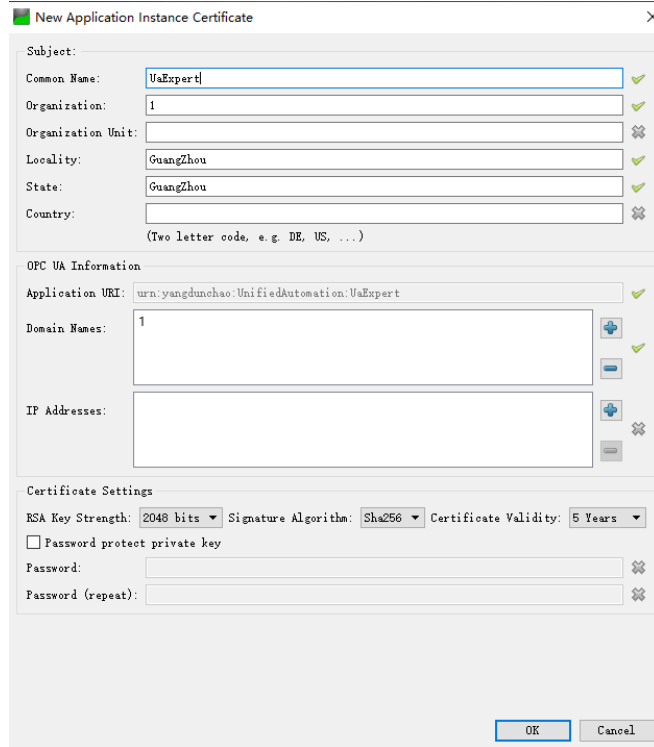 New Application Instance Certificate
Subject:
Common Name: UaExpert
Organization: 1
Organization Unit:
Locality: GuangZhou
State: GuangZhou
Country:
(Two letter code, e.g. DE, US, ...)
OPC UA Information
Application URI: urn:yangdunchao:UnifiedAutomation:UaExpert
Domain Names: 1
IP Addresses:
Certificate Settings
RSA Key Strength: 2048 bits Signature Algorithm: Sha256 Certificate Validity: 5 Years
Password protect private key
Password:
Password (repeat):
OK Cancel